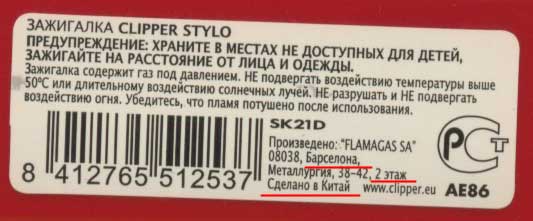 ЗАЖИГАЛКА CLIPPER STYLO
ПРЕДУПРЕЖДЕНИЕ: ХРАНИТЕ В МЕСТАХ НЕ ДОСТУПНЫХ ДЛЯ ДЕТЕЙ,
ЗАЖИГАЙТЕ НА РАССТОЯНИЕ ОТ ЛИЦА И ОДЕЖДЫ.
Зажигалка содержит газ под давлением. НЕ подвергать воздействию температуры выше
50°С или длительному воздействию солнечных лучей. НЕ разрушать и НЕ подвергать
воздействию огня. Убедитесь, что пламя потушено после использования.
SK21D
Произведено: "FLAMAGAS SA"
08038, Барселона,
Металлургия, 38-42, 2 этаж
Сделано в Китай www.clipper.eu
8 412765 512537
РСТ
АЕ86